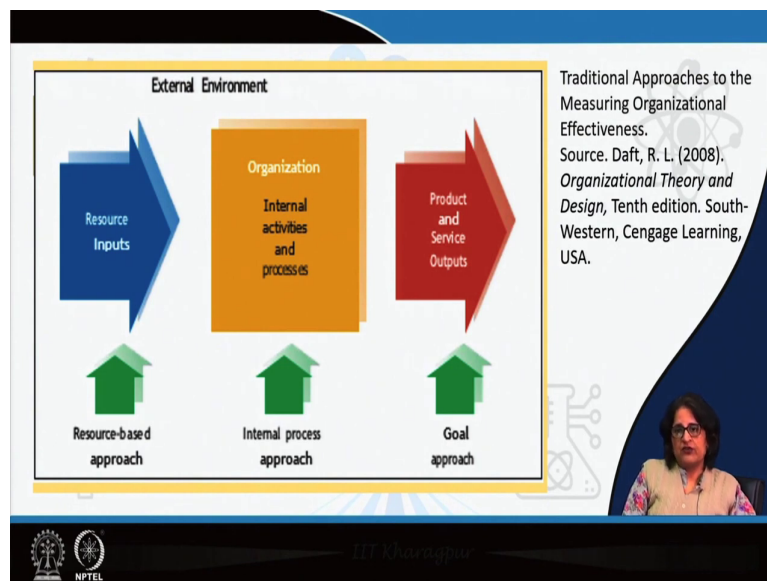 External Environment
Resource
Inputs
Organization
Internal
activities
and
processes
Product
and
Service
Outputs
Resource-based
approach
Internal process
approach
Goal
approach
Traditional Approaches to the
Measuring Organizational
Effectiveness.
Source. Daft, R. L. (2008).
Organizational Theory and
Design, Tenth edition. South-
Western, Cengage Learning,
USA.
IIT Kharagpur
NPTEL